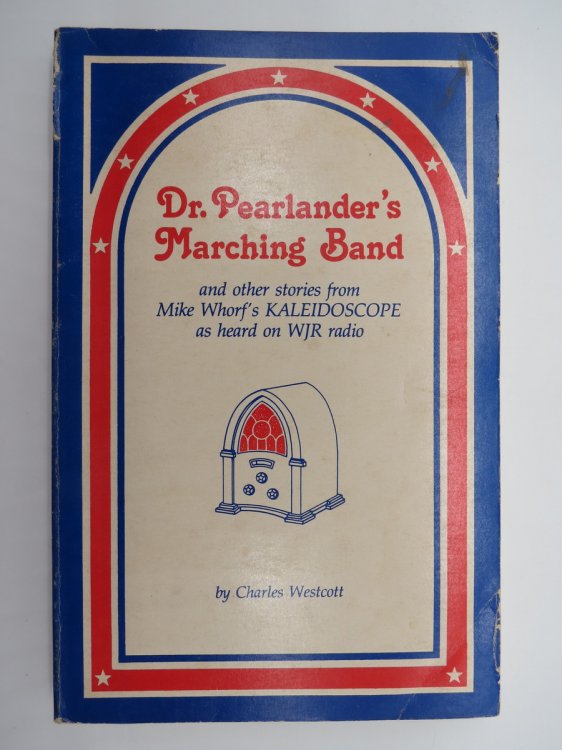 Dr. Pearlander's
Marching Band
and other stories from
Mike Whorf's KALEIDOSCOPE
as heard on WJR radio
by Charles Westcott